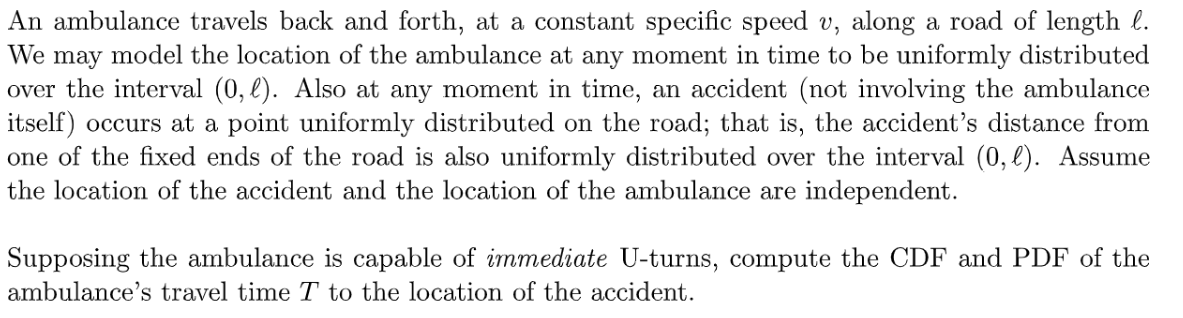 An ambulance travels back and forth, at a constant specific speed v, along a road of length ℓ.
We may model the location of the ambulance at any moment in time to be uniformly distributed
over the interval (0, ℓ). Also at any moment in time, an accident (not involving the ambulance
itself) occurs at a point uniformly distributed on the road; that is, the accident's distance from
one of the fixed ends of the road is also uniformly distributed over the interval (0, ℓ). Assume
the location of the accident and the location of the ambulance are independent.
Supposing the ambulance is capable of immediate U-turns, compute the CDF and PDF of the
ambulance's travel time T to the location of the accident.